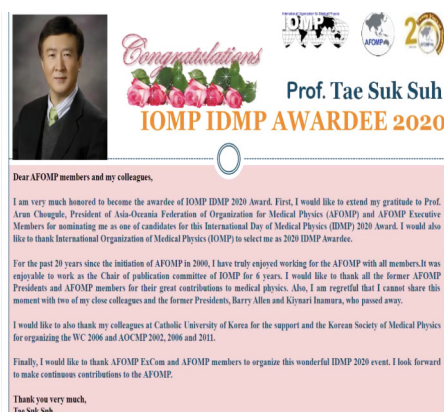 International Organization for Medical Physics
IOMP
AFOMP
20
Congratulations
Prof. Tae Suk Suh
IOMP IDMP AWARDEE 2020
Dear AFOMP members and my colleagues,
I am very much honored to become the awardee of IOMP IDMP 2020 Award. First, I would like to extend my gratitude to Prof.
Arun Chougule, President of Asia-Oceania Federation of Organization for Medical Physics (AFOMP) and AFOMP Executive
Members for nominating me as one of candidates for this International Day of Medical Physics (IDMP) 2020 Award. I would also
like to thank International Organization of Medical Physics (IOMP) to select me as 2020 IDMP Awardee.
For the past 20 years since the initiation of AFOMP in 2000, I have truly enjoyed working for the AFOMP with all members.It was
enjoyable to work as the Chair of publication committee of IOMP for 6 years. I would like to thank all the former AFOMP
Presidents and AFOMP members for their great contributions to medical physics. Also, I am regretful that I cannot share this
moment with two of my close colleagues and the former Presidents, Barry Allen and Kiynari Inamura, who passed away.
I would like to also thank my colleagues at Catholic University of Korea for the support and the Korean Society of Medical Physics
for organizing the WC 2006 and AOCMP 2002, 2006 and 2011.
Finally, I would like to thank AFOMP ExCom and AFOMP members to organize this wonderful IDMP 2020 event. I look forward
to make continuous contributions to the AFOMP.
Thank you very much,
Tae Suk Suh